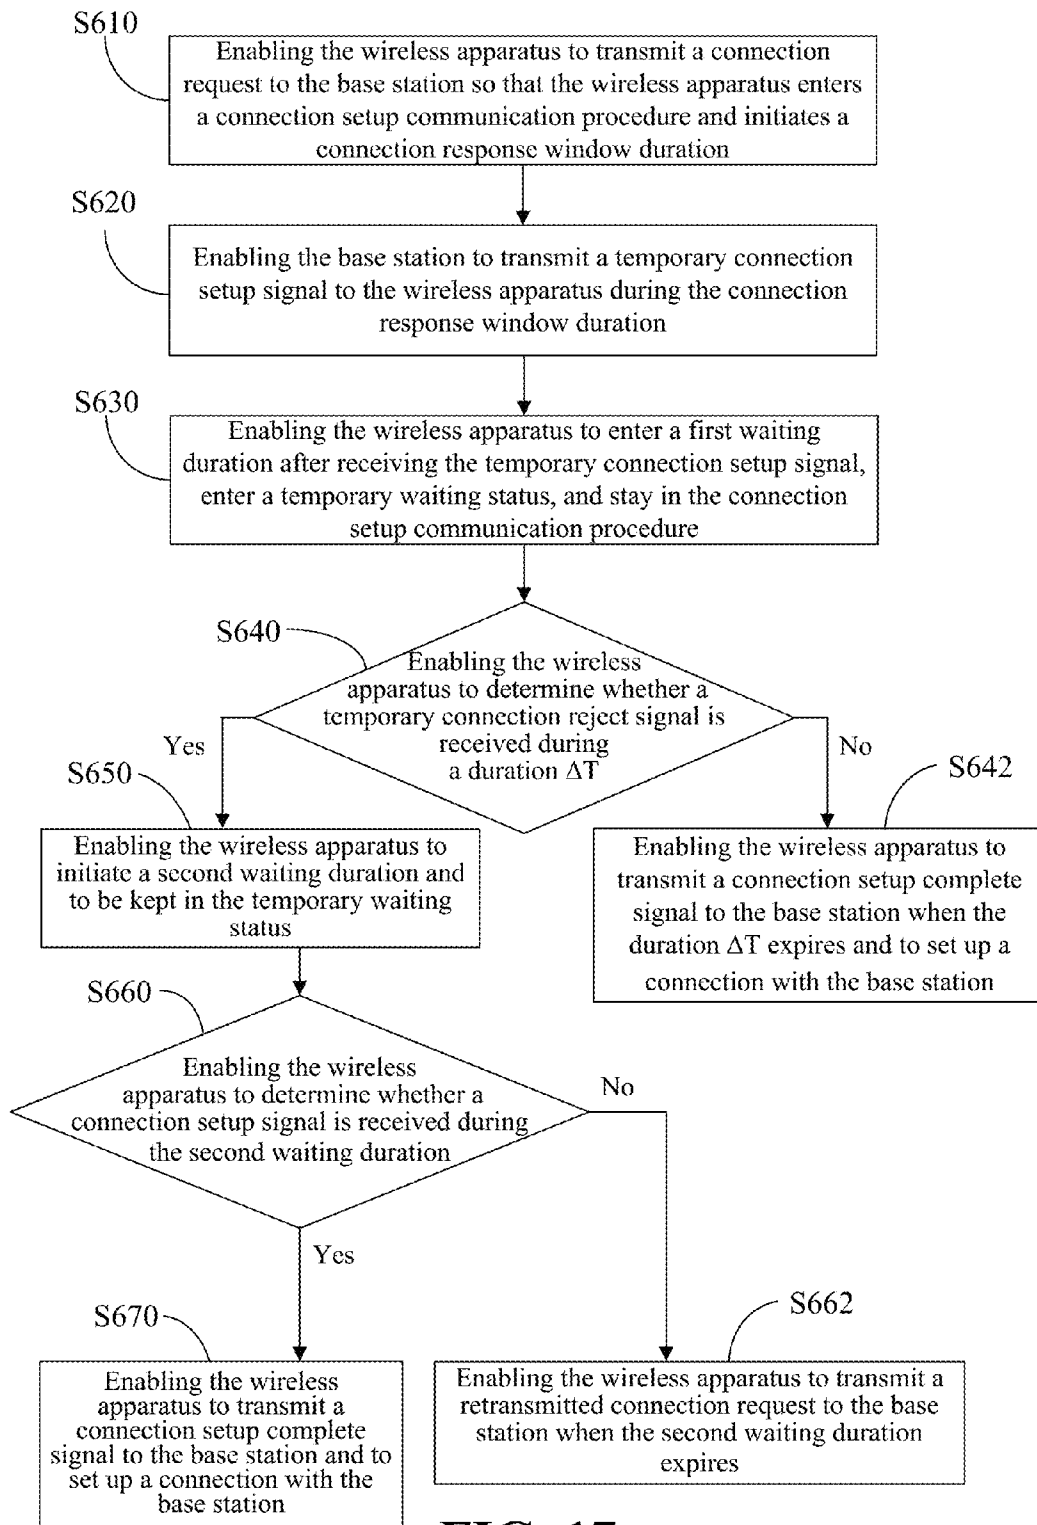 S610
Enabling the wireless apparatus to transmit a connection
request to the base station so that the wireless apparatus enters
a connection setup communication procedure and initiates a
connection response window duration
S620
Enabling the base station to transmit a temporary connection
setup signal to the wireless apparatus during the connection
response window duration
S630
Enabling the wireless apparatus to enter a first waiting
duration after receiving the temporary connection setup signal,
enter a temporary waiting status, and stay in the connection
setup communication procedure
S640
Enabling the wireless
apparatus to determine whether a
temporary connection reject signal is
received during
a duration ΔT
Yes
No
S650
Enabling the wireless apparatus to
initiate a second waiting duration and
to be kept in the temporary waiting
status
S642
Enabling the wireless apparatus to
transmit a connection setup complete
signal to the base station when the
duration ΔT expires and to set up a
connection with the base station
S660
Enabling the wireless
apparatus to determine whether a
connection setup signal is received during
the second waiting duration
No
Yes
S670
Enabling the wireless
apparatus to transmit a
connection setup complete
signal to the base station and to
set up a connection with the
base station
S662
Enabling the wireless apparatus to transmit a
retransmitted connection request to the base
station when the second waiting duration
expires